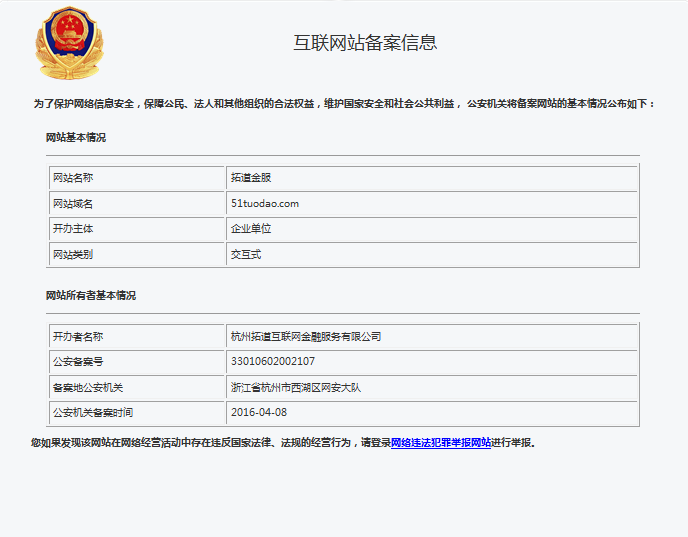 互联网站备案信息
为了保护网络信息安全，保障公民、法人和其他组织的合法权益，维护国家安全和社会公共利益， 公安机关将备案网站的基本情况公布如下：
网站基本情况
网站名称 拓道金服
网站域名 51tuodao.com
开办主体 企业单位
网站类别 交互式
网站所有者基本情况
开办者名称 杭州拓道互联网金融服务有限公司
公安备案号 33010602002107
备案地公安机关 浙江省杭州市西湖区网安大队
公安机关备案时间 2016-04-08
您如果发现该网站在网络经营活动中存在违反国家法律、法规的经营行为，请登录网络违法犯罪举报网站进行举报。